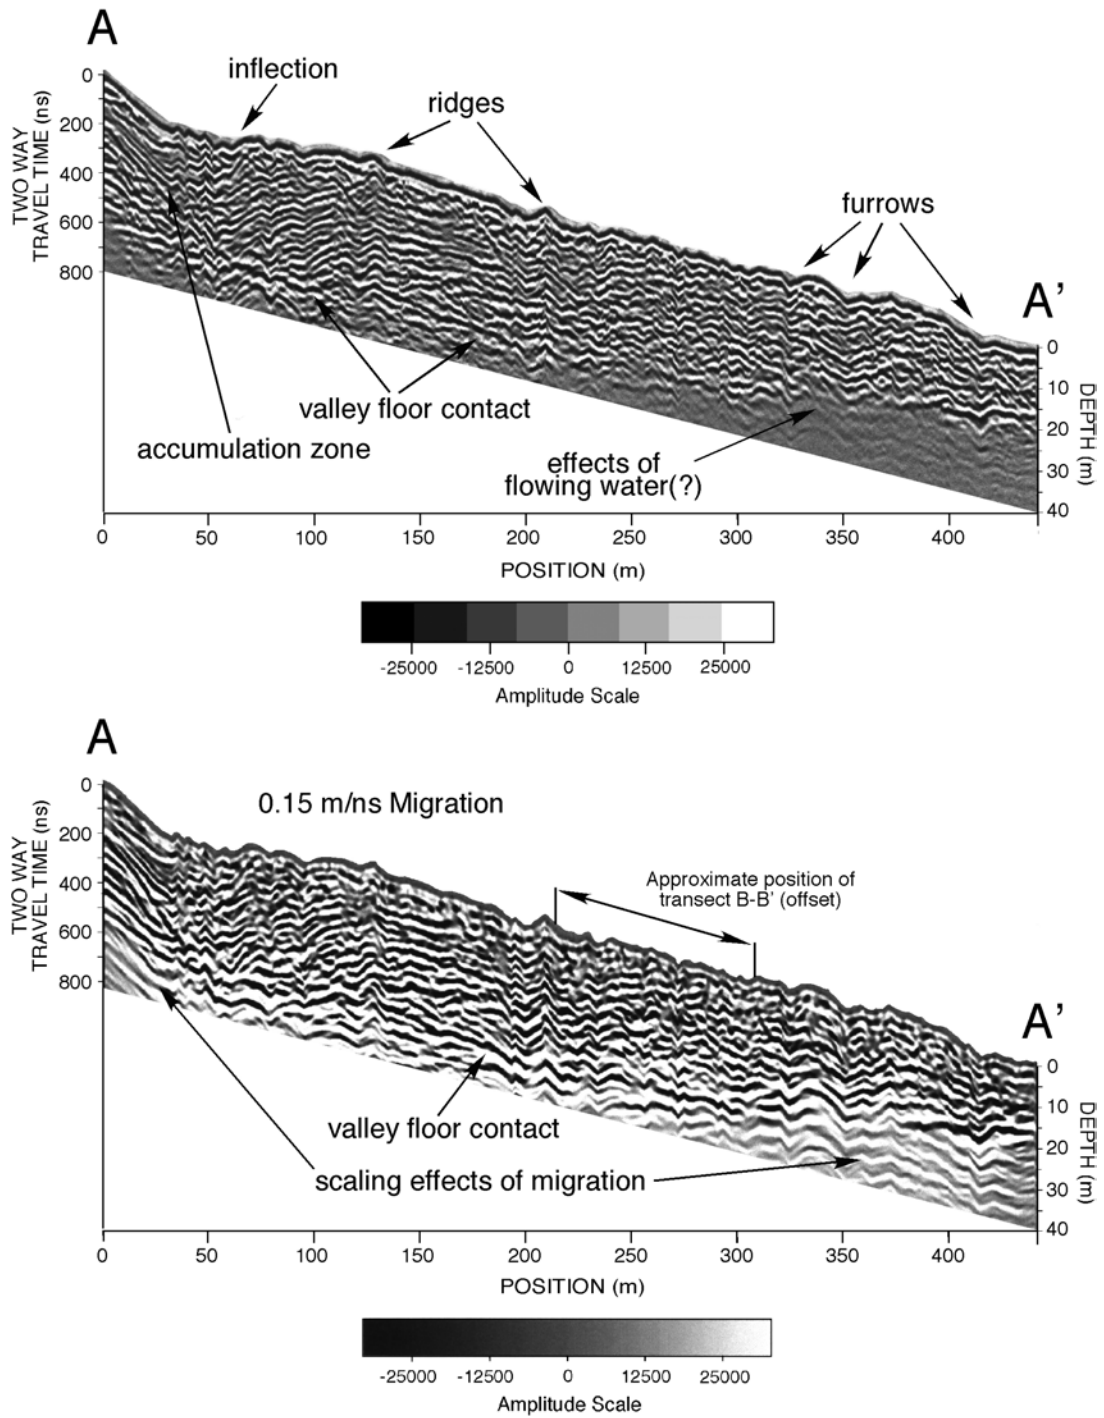 A
inflection
ridges
furrows
TWO WAY
TRAVEL TIME (ns)
0
200
400
600
800
A’
valley floor contact
accumulation zone
effects of
flowing water(?)
0
10
20
30
40
DEPTH (m)
0 50 100 150 200 250 300 350 400
POSITION (m)
-25000 -12500 0 12500 25000
Amplitude Scale
A
0.15 m/ns Migration
Approximate position of
transect B-B’ (offset)
TWO WAY
TRAVEL TIME (ns)
0
200
400
600
800
A’
valley floor contact
scaling effects of migration
0
10
20
30
40
DEPTH (m)
0 50 100 150 200 250 300 350 400
POSITION (m)
-25000 -12500 0 12500 25000
Amplitude Scale